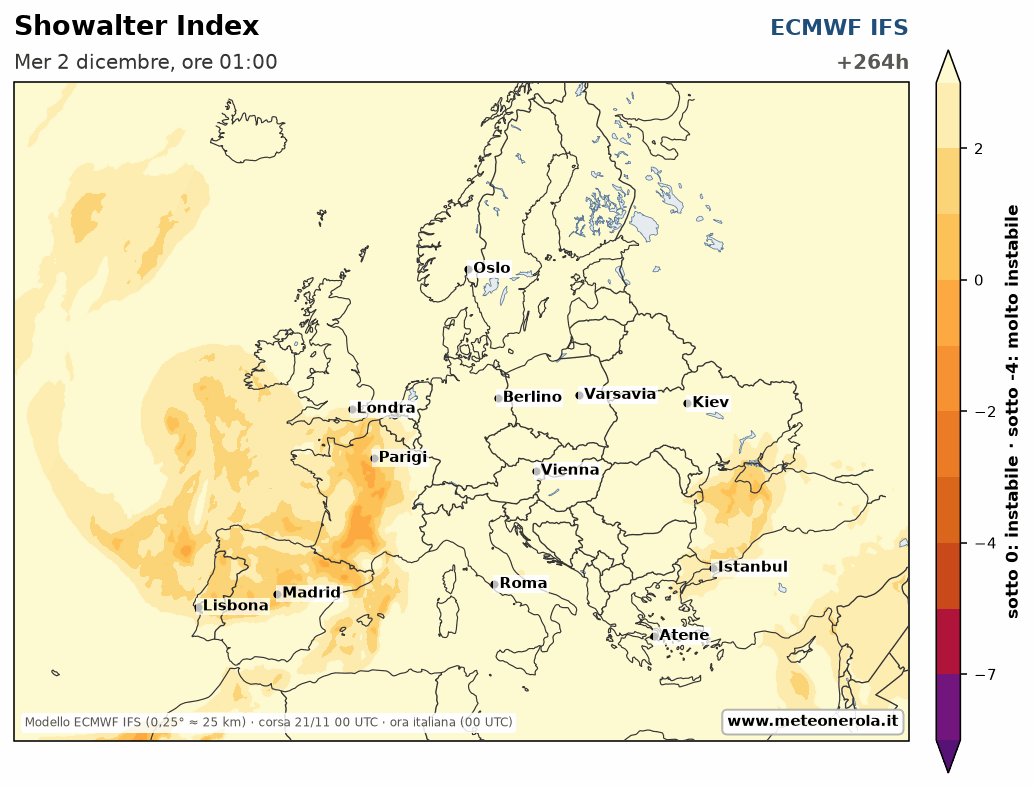 Showalter Index
ECMWF IFS
Mer 2 dicembre, ore 01:00
+264h
Oslo
Londra
Berlino
Varsavia
Kiev
Parigi
Vienna
Istanbul
Roma
Madrid
Lisbona
Atene
2
0
−2
−4
−7
sotto 0: instabile · sotto -4: molto instabile
Modello ECMWF IFS (0,25° ≈ 25 km) · corsa 21/11 00 UTC · ora italiana (00 UTC)
www.meteonerola.it